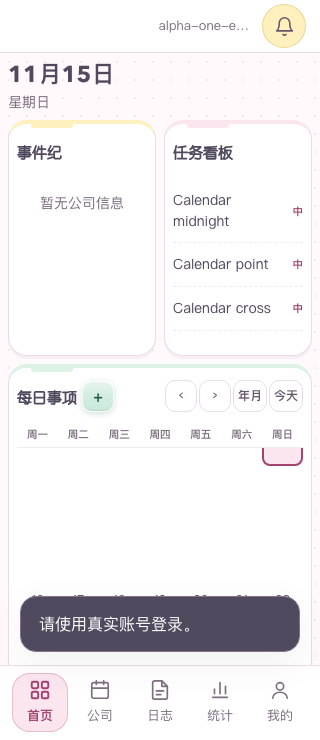 alpha-one-e...
11月15日
星期日
事件纪
任务看板
暂无公司信息
Calendar midnight 中
Calendar point 中
Calendar cross 中
每日事项 + ‹ › 年月 今天
周一 周二 周三 周四 周五 周六 周日
请使用真实账号登录。
首页 公司 日志 统计 我的